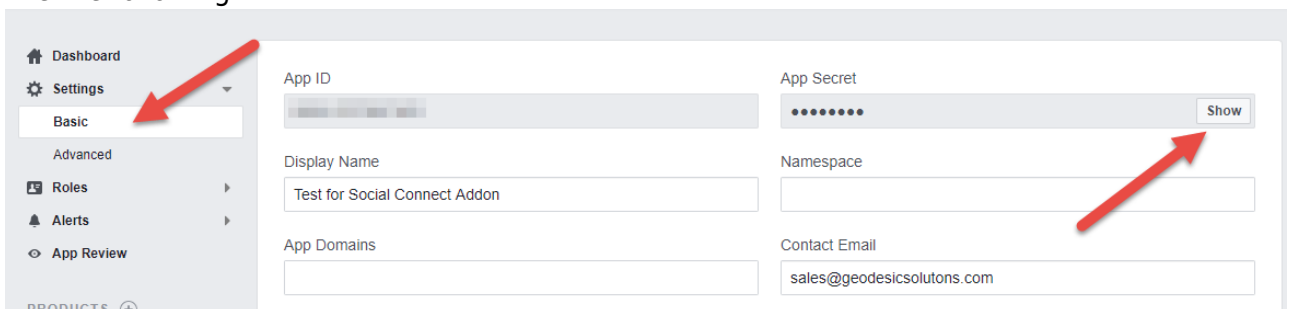 Dashboard
Settings
Basic
Advanced
Roles
Alerts
App Review
App ID
App Secret
●●●●●●●●
Show
Display Name
Namespace
Test for Social Connect Addon
App Domains
Contact Email
sales@geodesicsolutons.com